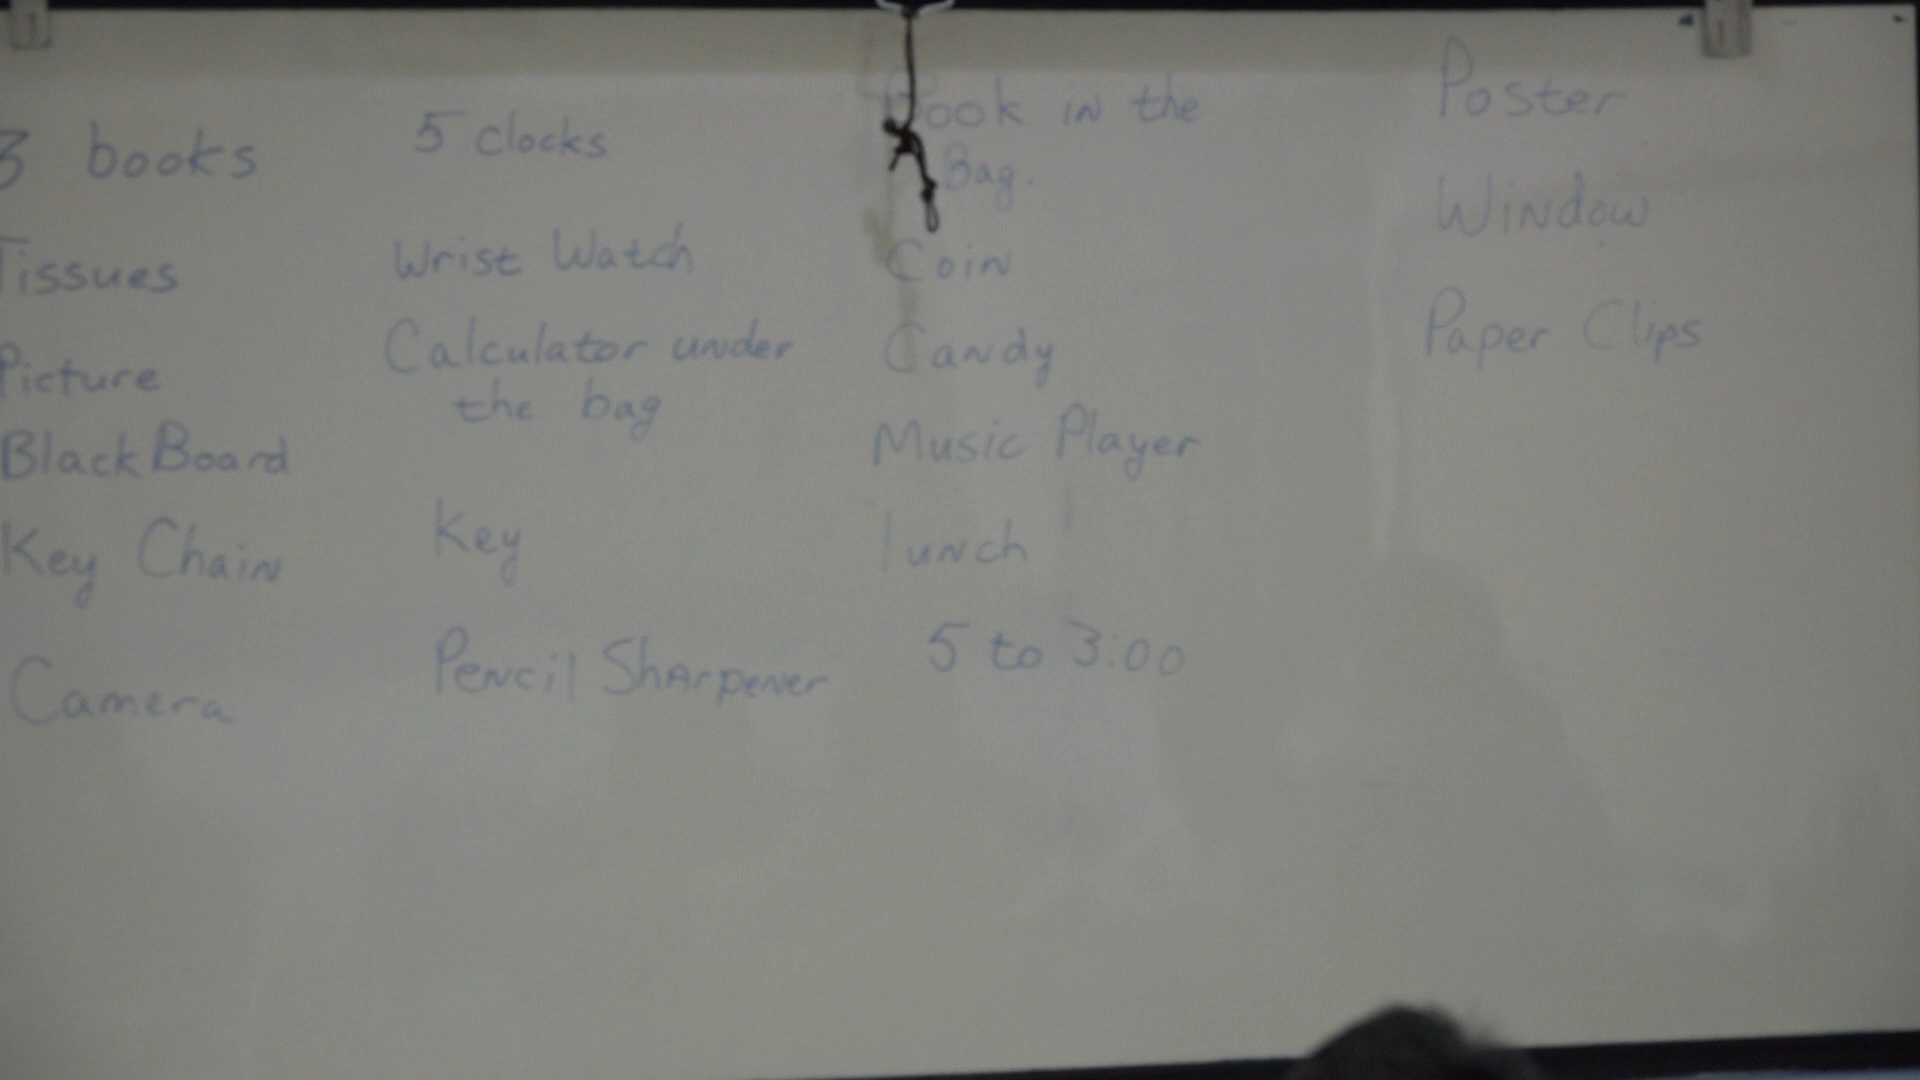 3 books
Tissues
Picture
BlackBoard
Key Chain
Camera
5 clocks
Wrist Watch
Calculator under
the bag
Key
Pencil Sharpener
Book in the
Bag.
Coin
Candy
Music Player
lunch
5 to 3:00
Poster
Window
Paper Clips